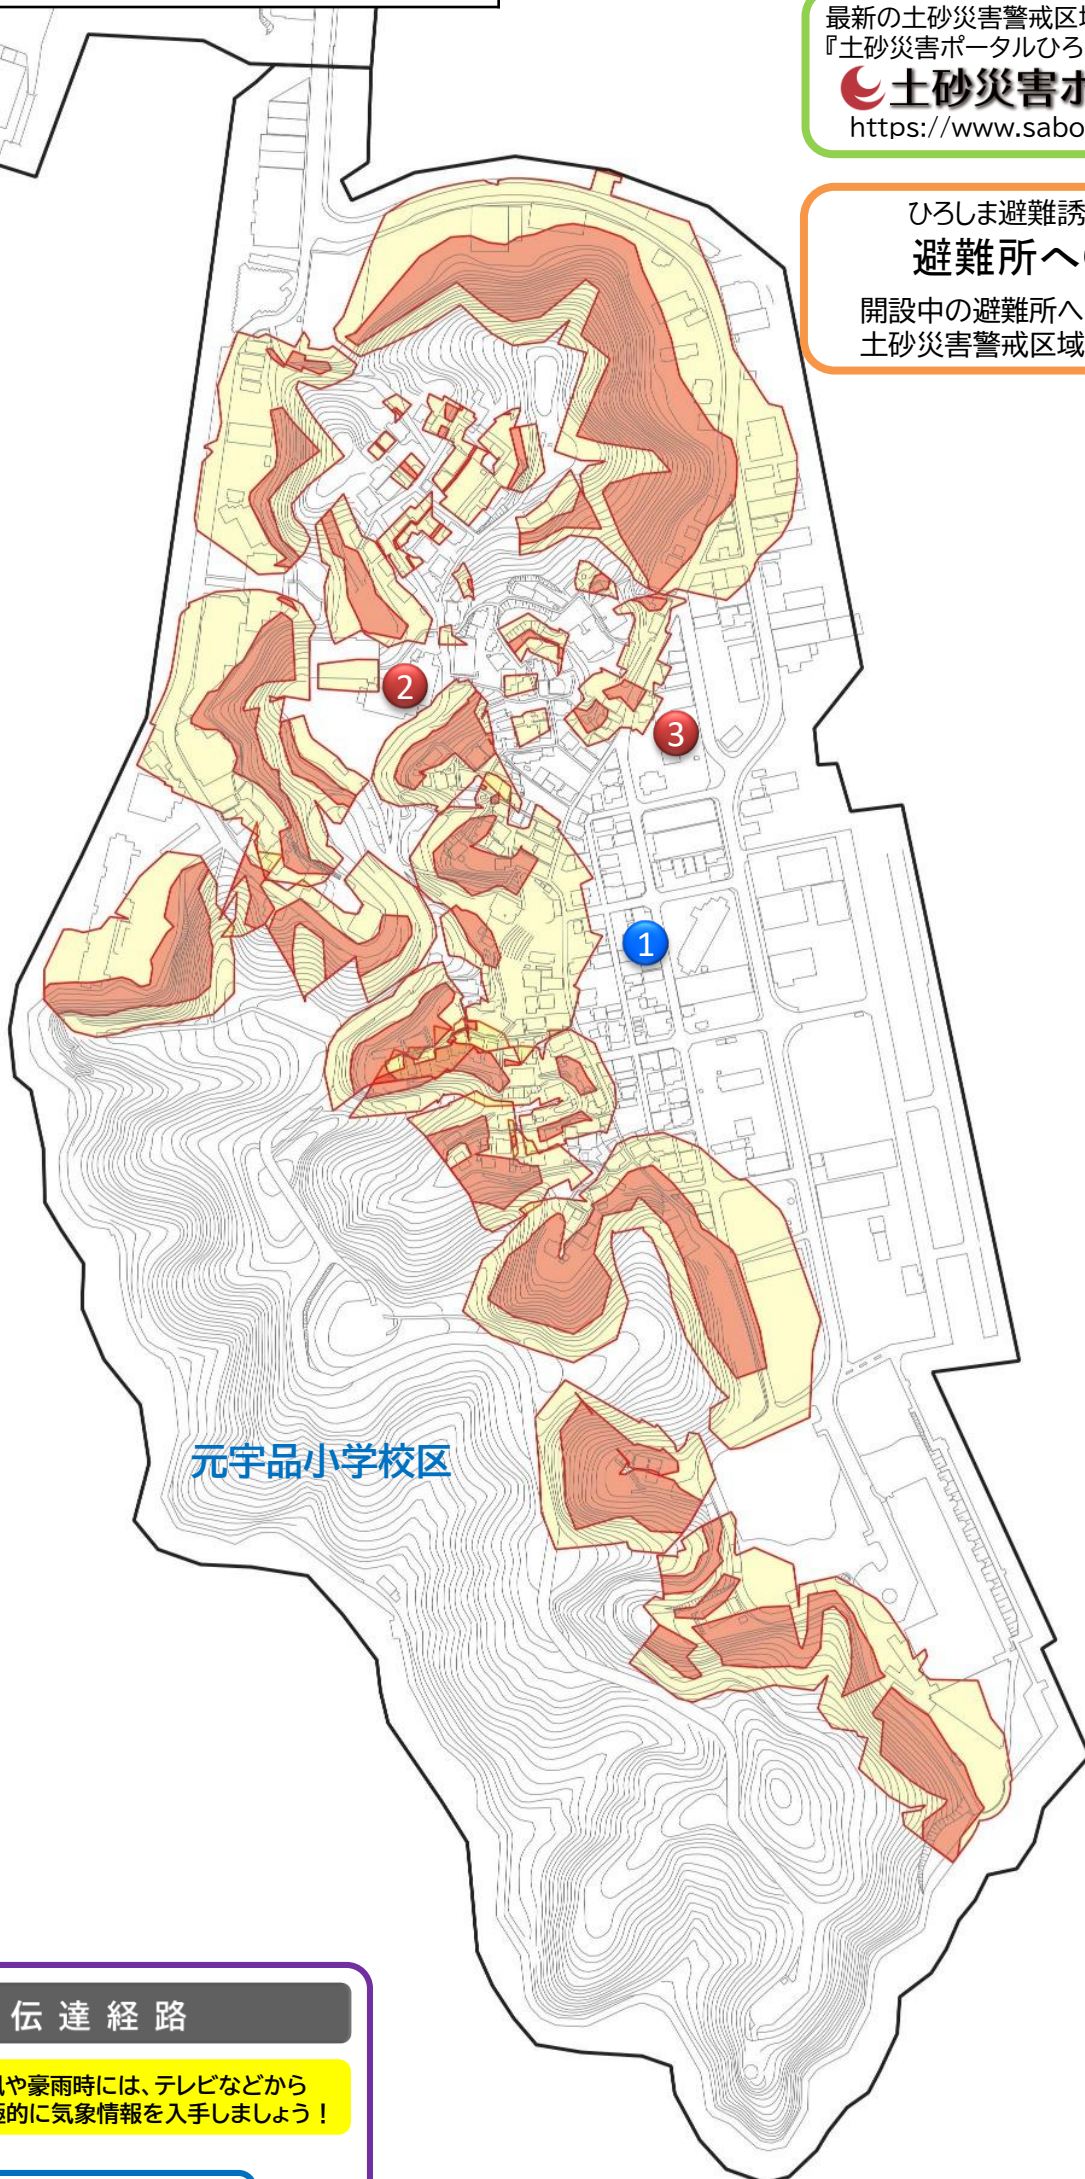 最新の土砂災害警戒区
『土砂災害ポータルひろ
土砂災害ポ
https://www.sabo
ひろしま避難誘
避難所へ
開設中の避難所へ
土砂災害警戒区域
2
3
1
元宇品小学校区
伝達経路
や豪雨時には、テレビなどから
極的に気象情報を入手しましょう！